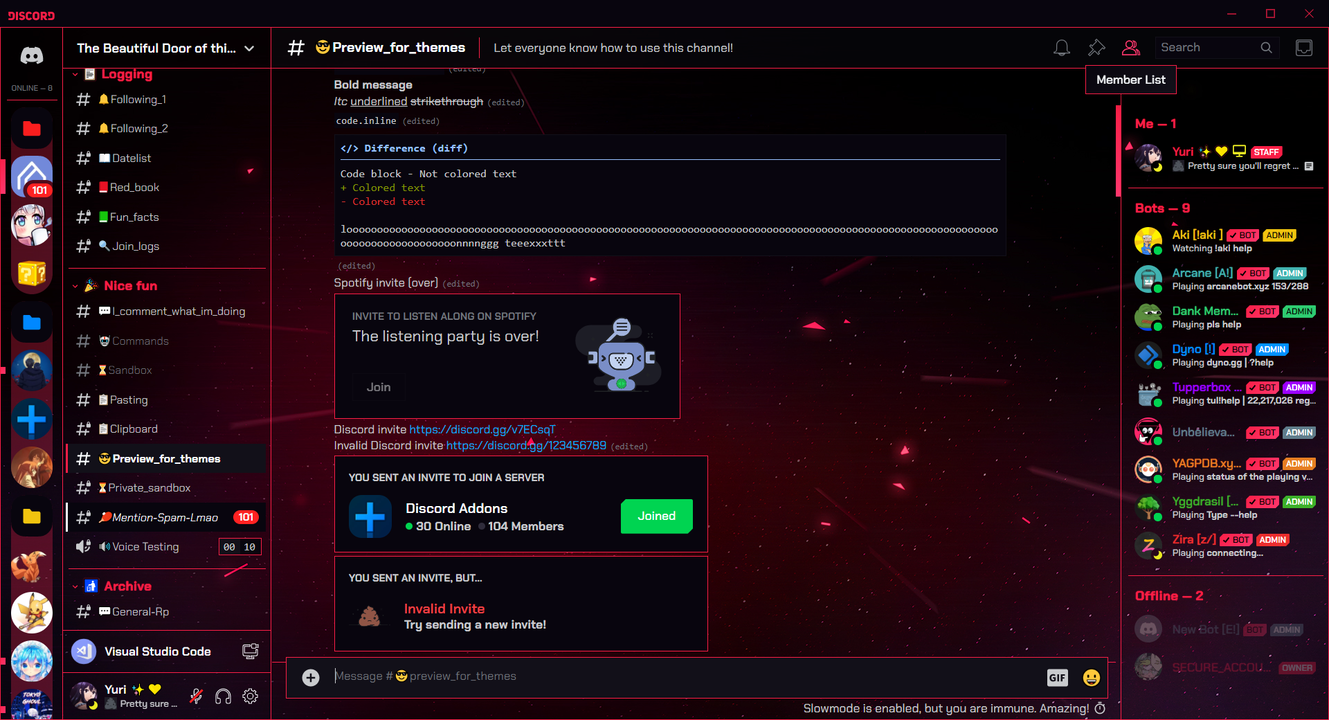 DISCORD
The Beautiful Door of thi...
😎Preview_for_themes
Let everyone know how to use this channel!
Search
Member List
ONLINE — 8
101
Logging
🔔Following_1
🔔Following_2
📖Datelist
📕Red_book
📗Fun_facts
🔍Join_logs
Nice fun
💬I_comment_what_im_doing
Commands
⏳Sandbox
📋Pasting
📋Clipboard
😎Preview_for_themes
⏳Private_sandbox
🏓Mention-Spam-Lmao 101
🔊Voice Testing 00 10
Archive
💬General-Rp
Visual Studio Code
Yuri ✨ 💛
Pretty sure ...
(edited)
Bold message
Itc underlined strikethrough (edited)
code.inline (edited)
</> Difference (diff)
Code block - Not colored text
+ Colored text
- Colored text
(edited)
Spotify invite [over] (edited)
INVITE TO LISTEN ALONG ON SPOTIFY
The listening party is over!
Join
Discord invite https://discord.gg/v7ECsqT
Invalid Discord invite https://discord.gg/123456789 (edited)
YOU SENT AN INVITE TO JOIN A SERVER
Discord Addons
30 Online 104 Members
Joined
YOU SENT AN INVITE, BUT...
Invalid Invite
Try sending a new invite!
Message #😎preview_for_themes
GIF
Slowmode is enabled, but you are immune. Amazing!
Me — 1
Yuri ✨ 💛 🖥 STAFF
Pretty sure you'll regret ...
Bots — 9
Aki [!aki ] ✓ BOT ADMIN
Watching !aki help
Arcane [A!] ✓ BOT ADMIN
Playing arcanebot.xyz 153/288
Dank Mem... ✓ BOT ADMIN
Playing pls help
Dyno [!] ✓ BOT ADMIN
Playing dyno.gg | ?help
Tupperbox ... ✓ BOT ADMIN
Playing tul!help | 22,217,028 reg...
Unbelieva... ✓ BOT ADMIN
YAGPDB.xy... ✓ BOT ADMIN
Playing status of the playing v...
Yggdrasil [... ✓ BOT ADMIN
Playing Type --help
Zira [z/] ✓ BOT ADMIN
Playing connecting...
Offline — 2
New Bot [E!] BOT ADMIN
SECURE_ACCOU... OWNER
TOKYO
GHOUL